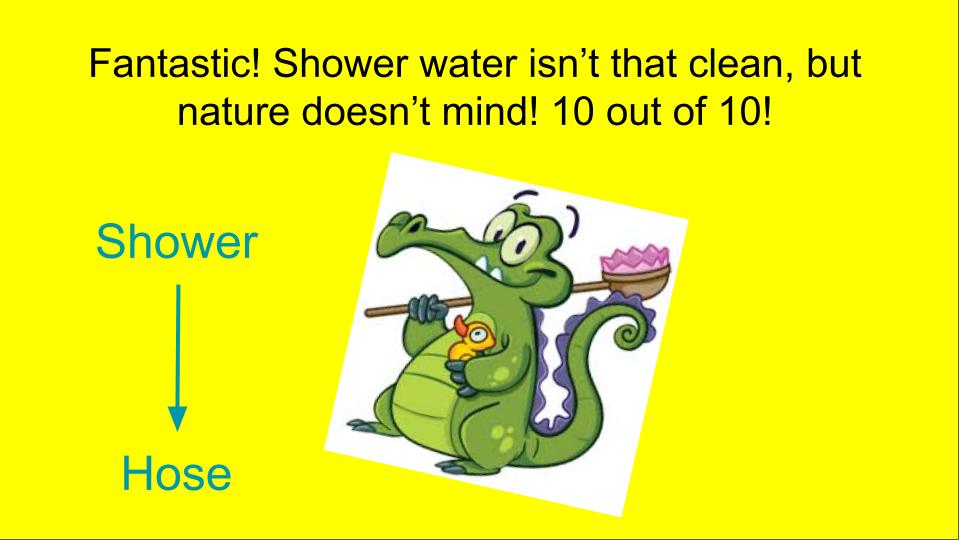 Fantastic! Shower water isn’t that clean, but
nature doesn’t mind! 10 out of 10!
Shower
Hose